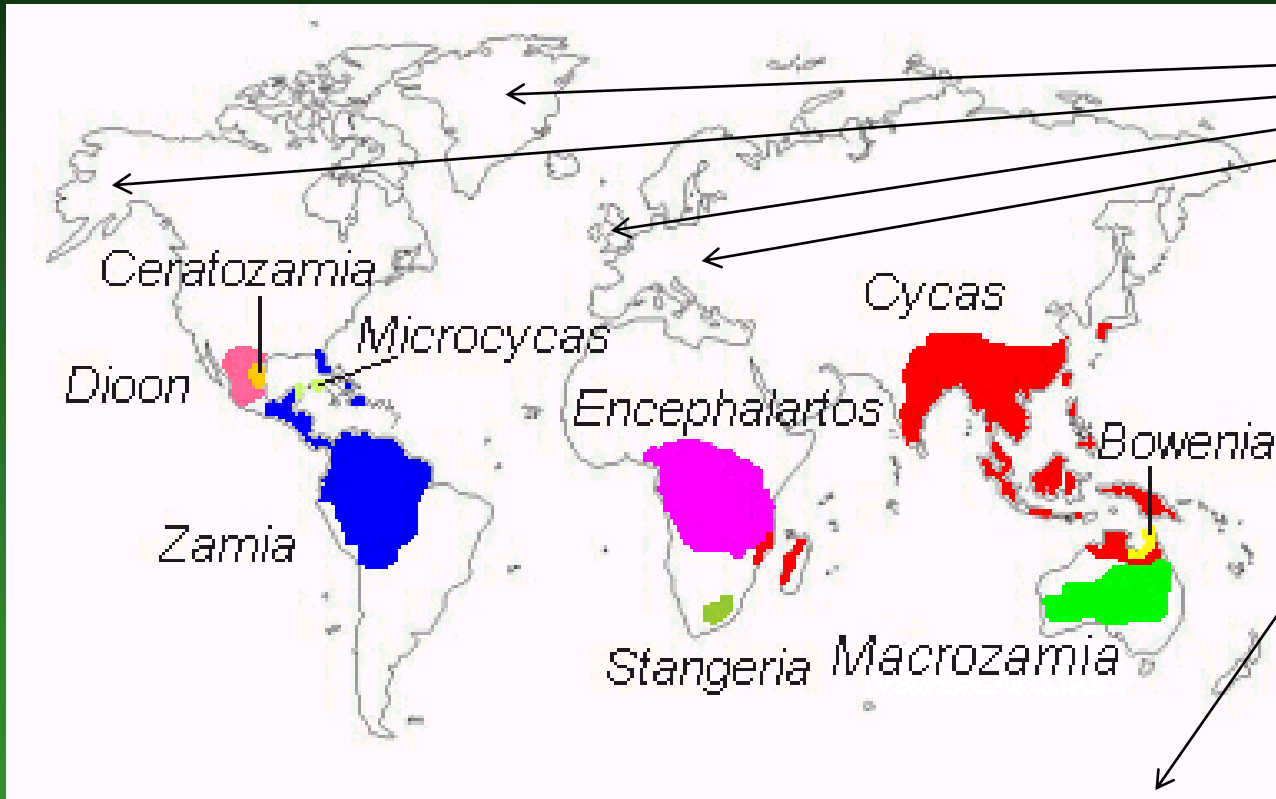 Ceratozamia
Cycas
Microcycas
Dioon
Encephalartos
Bowenia
Zamia
Stangeria
Macrozamia